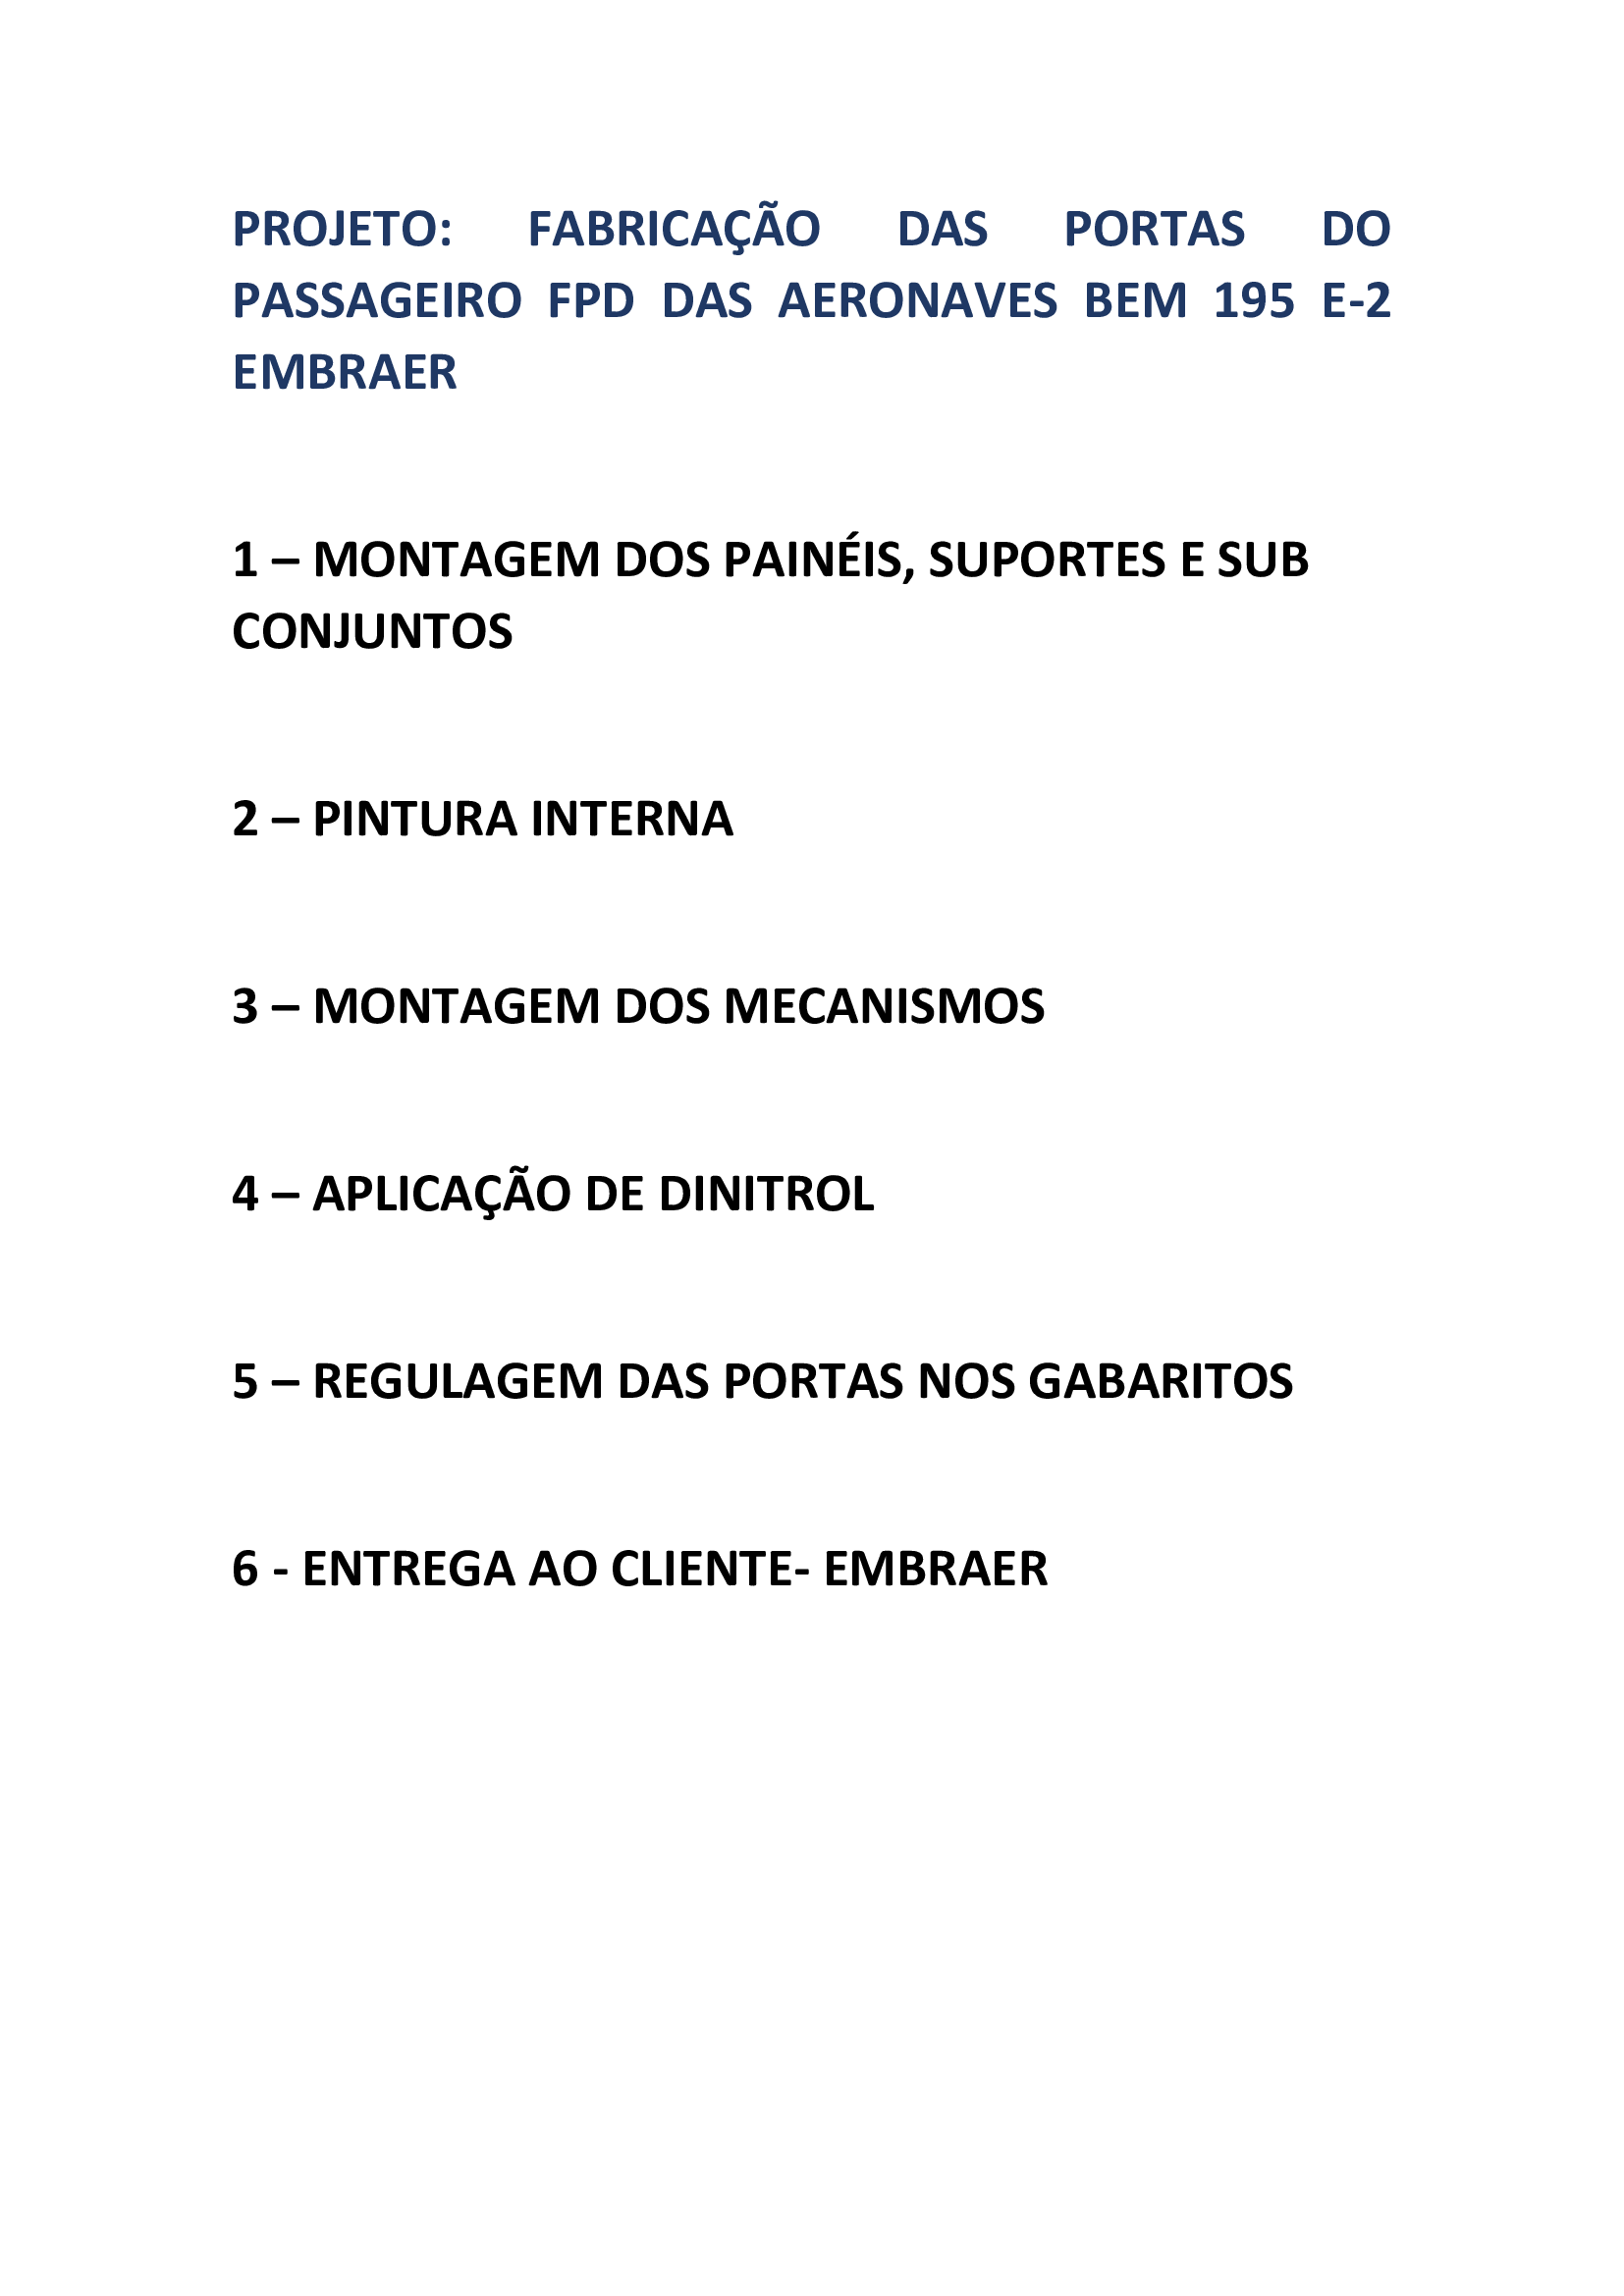 PROJETO: FABRICAÇÃO DAS PORTAS DO
PASSAGEIRO FPD DAS AERONAVES BEM 195 E-2
EMBRAER
1 – MONTAGEM DOS PAINÉIS, SUPORTES E SUB
CONJUNTOS
2 – PINTURA INTERNA
3 – MONTAGEM DOS MECANISMOS
4 – APLICAÇÃO DE DINITROL
5 – REGULAGEM DAS PORTAS NOS GABARITOS
6 - ENTREGA AO CLIENTE- EMBRAER